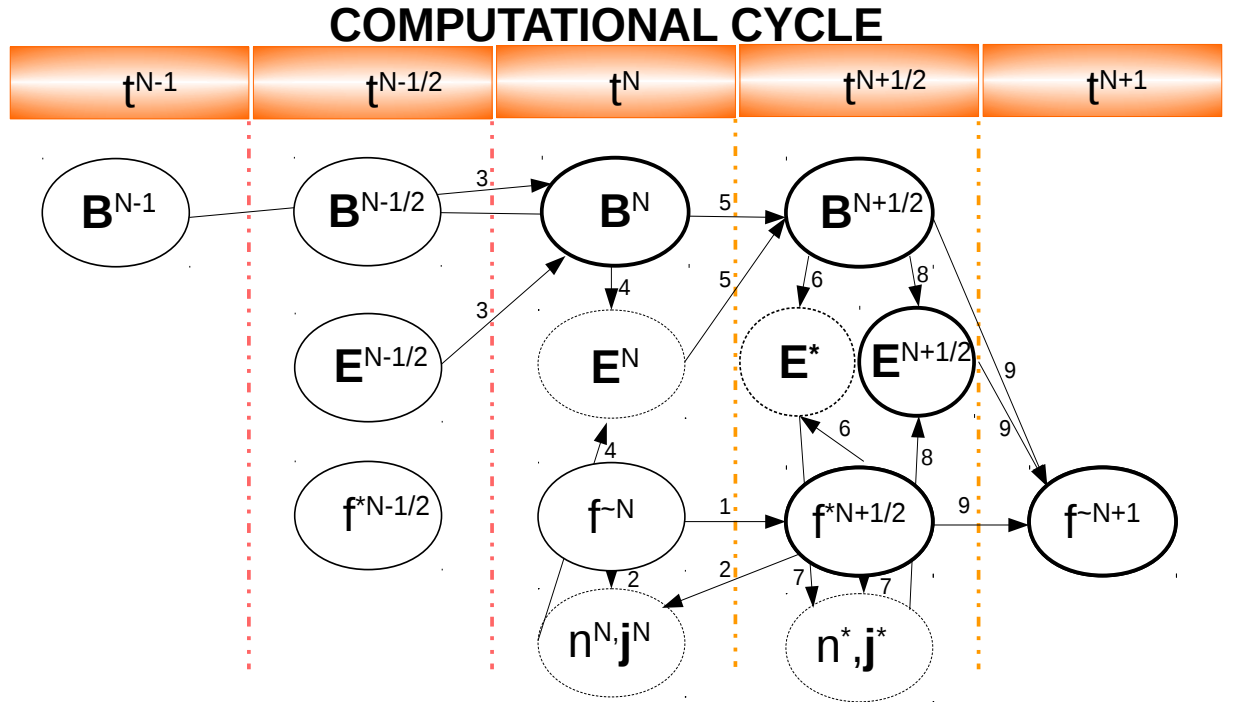 COMPUTATIONAL CYCLE
t^N-1 t^N-1/2 t^N t^N+1/2 t^N+1
3 5
B^N-1 B^N-1/2 B^N B^N+1/2
4 5 6 8
3
E^N-1/2 E^N E* E^N+1/2 9
6 9
4 8
f*N-1/2 f~N 1 f*N+1/2 9 f~N+1
2 2 7 7
n^N,j^N n*,j*